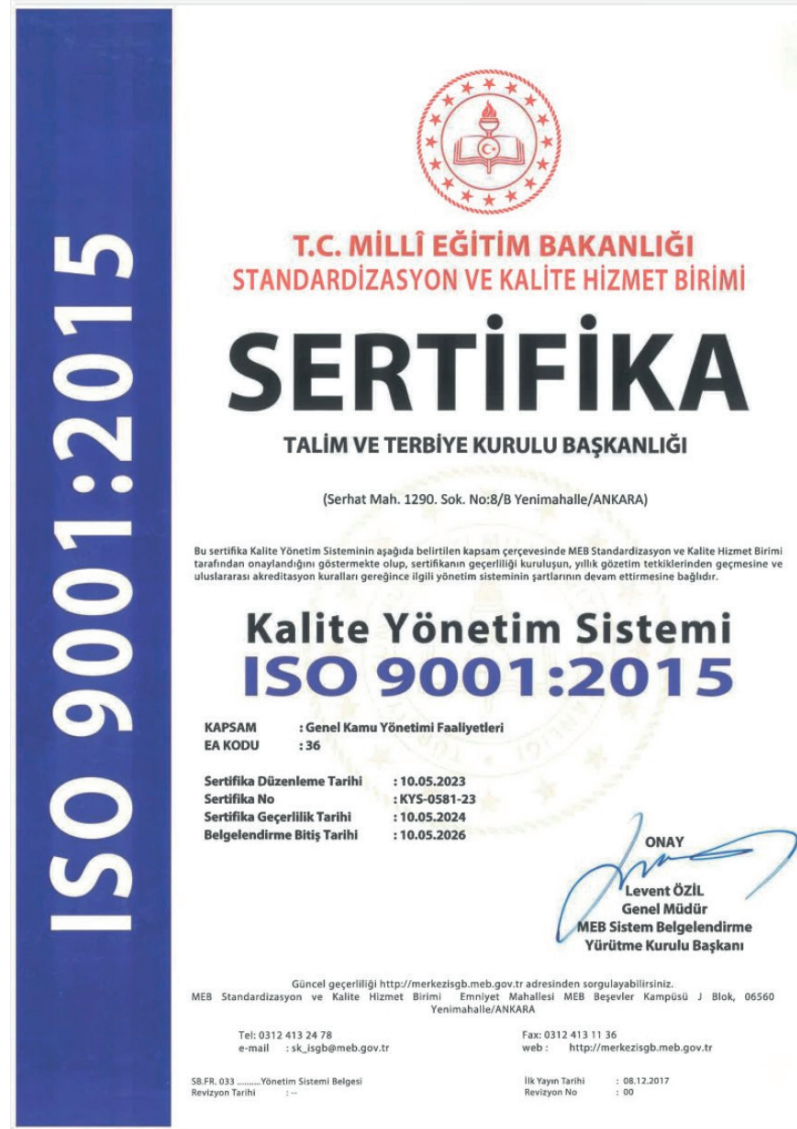 ISO 9001:2015
T.C. MİLLÎ EĞİTİM BAKANLIĞI
STANDARDİZASYON VE KALİTE HİZMET BİRİMİ
SERTİFİKA
TALİM VE TERBİYE KURULU BAŞKANLIĞI
(Serhat Mah. 1290. Sok. No:8/B Yenimahalle/ANKARA)
Bu sertifika Kalite Yönetim Sisteminin aşağıda belirtilen kapsam çerçevesinde MEB Standardizasyon ve Kalite Hizmet Birimi
tarafından onaylandığını göstermekte olup, sertifikanın geçerliliği kuruluşun, yıllık gözetim tetkiklerinden geçmesine ve
uluslararası akreditasyon kuralları gereğince ilgili yönetim sisteminin şartlarının devam ettirmesine bağlıdır.
Kalite Yönetim Sistemi
ISO 9001:2015
KAPSAM : Genel Kamu Yönetimi Faaliyetleri
EA KODU : 36
Sertifika Düzenleme Tarihi : 10.05.2023
Sertifika No : KYS-0581-23
Sertifika Geçerlilik Tarihi : 10.05.2024
Belgelendirme Bitiş Tarihi : 10.05.2026
ONAY
Levent ÖZİL
Genel Müdür
MEB Sistem Belgelendirme
Yürütme Kurulu Başkanı
Güncel geçerliliği http://merkezisgb.meb.gov.tr adresinden sorgulayabilirsiniz.
MEB Standardizasyon ve Kalite Hizmet Birimi Emniyet Mahallesi MEB Beşevler Kampüsü J Blok, 06560
Yenimahalle/ANKARA
Tel: 0312 413 24 78 Fax: 0312 413 11 36
e-mail : sk_isgb@meb.gov.tr web : http://merkezisgb.meb.gov.tr
SB.FR. 033 .........Yönetim Sistemi Belgesi İlk Yayın Tarihi : 08.12.2017
Revizyon Tarihi : -- Revizyon No : 00